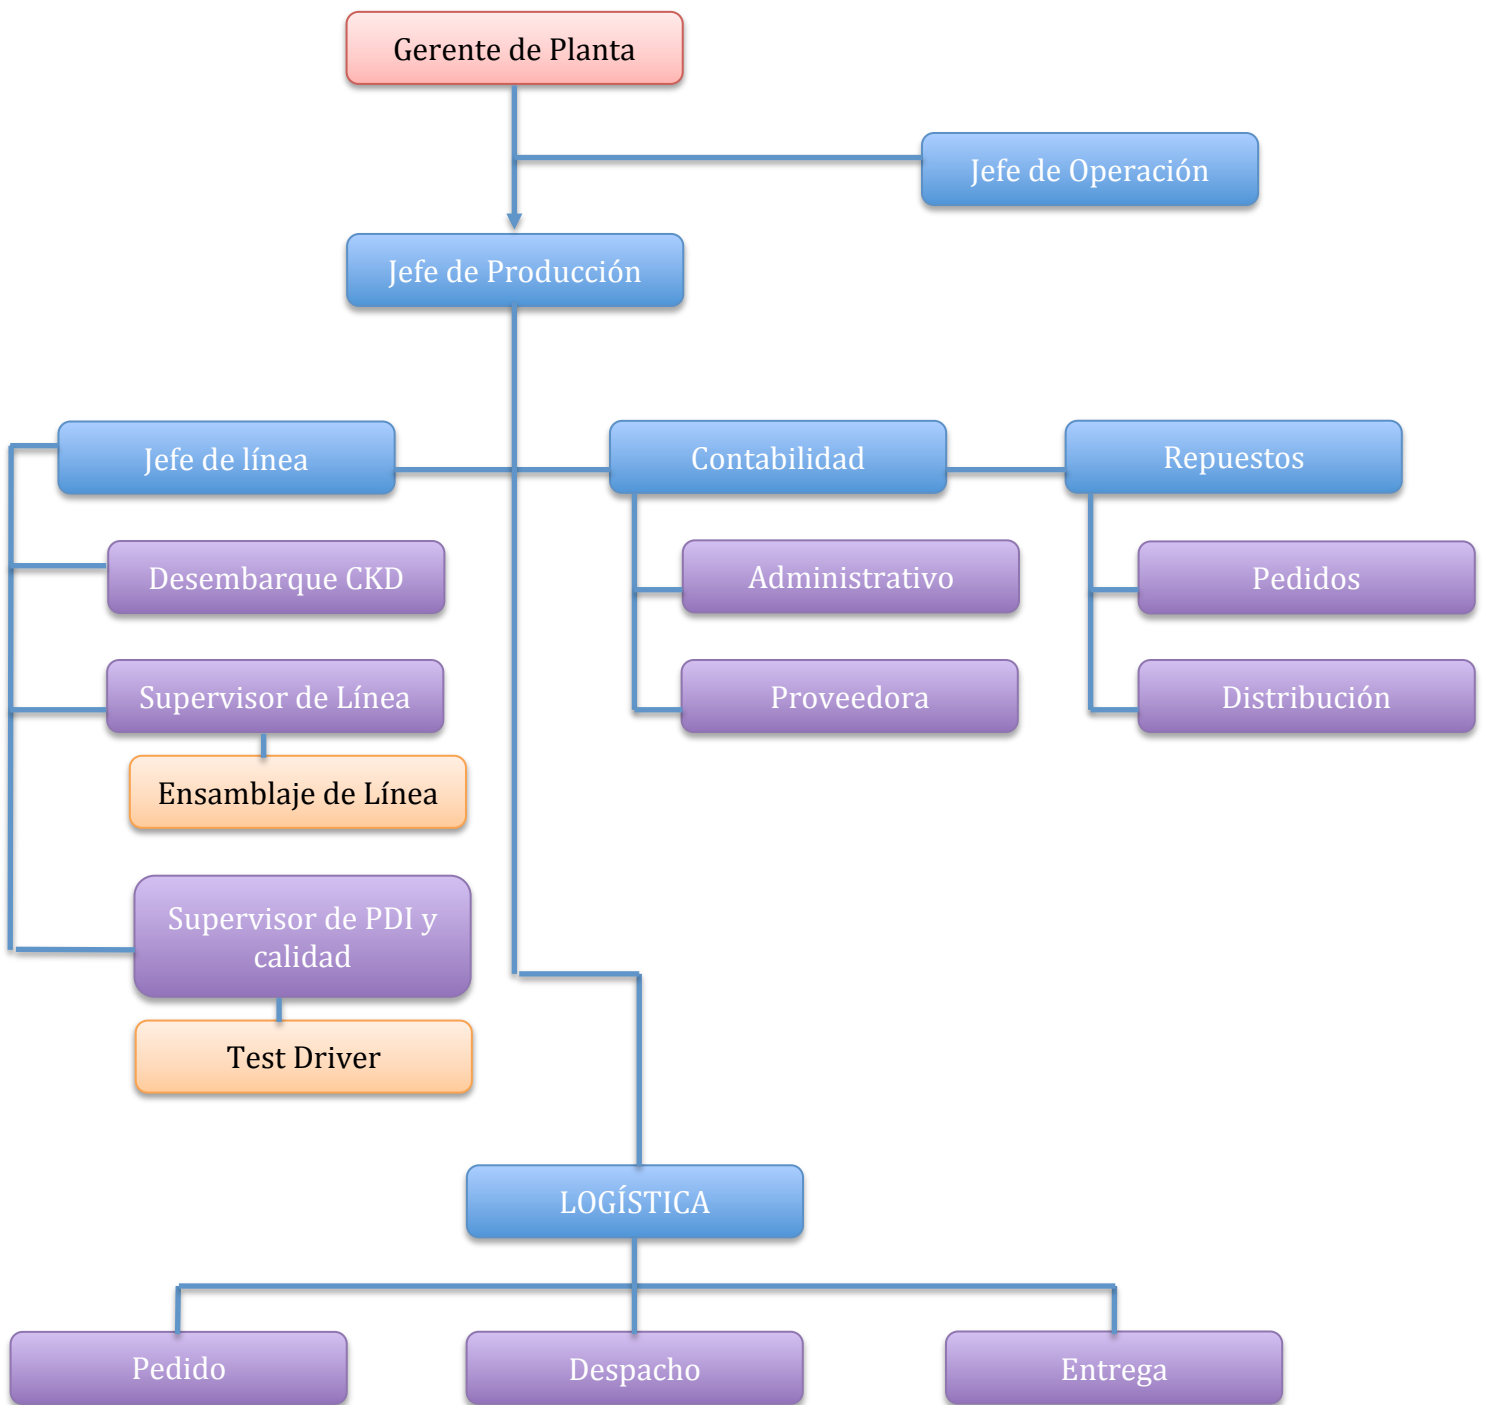 Gerente de Planta
Jefe de Operación
Jefe de Producción
Jefe de línea
Contabilidad
Repuestos
Desembarque CKD
Administrativo
Pedidos
Supervisor de Línea
Proveedora
Distribución
Ensamblaje de Línea
Supervisor de PDI y
calidad
Test Driver
LOGÍSTICA
Pedido
Despacho
Entrega